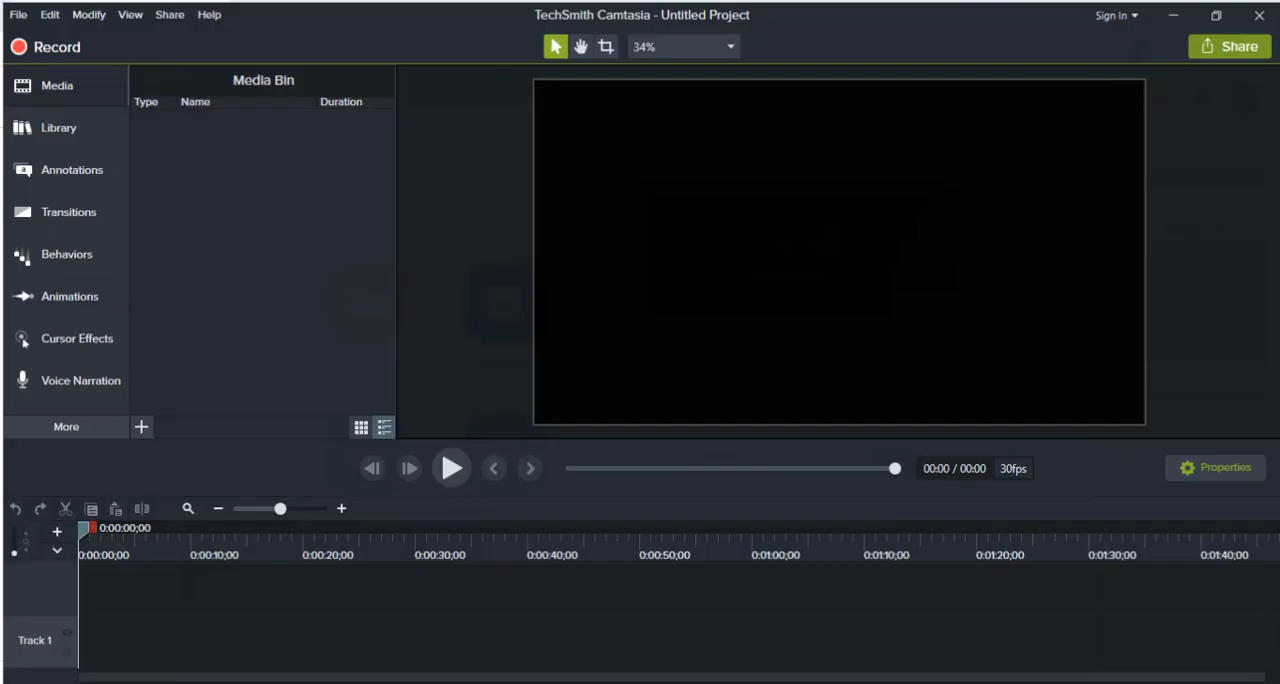 File Edit Modify View Share Help TechSmith Camtasia - Untitled Project Sign In
Record 34% Share
Media
Media Bin
Type Name Duration
Library
Annotations
Transitions
Behaviors
Animations
Cursor Effects
Voice Narration
More
00:00 / 00:00 30fps Properties
0:00:00;00
0:00:00;00 0:00:10;00 0:00:20;00 0:00:30;00 0:00:40;00 0:00:50;00 0:01:00;00 0:01:10;00 0:01:20;00 0:01:30;00 0:01:40;00
Track 1